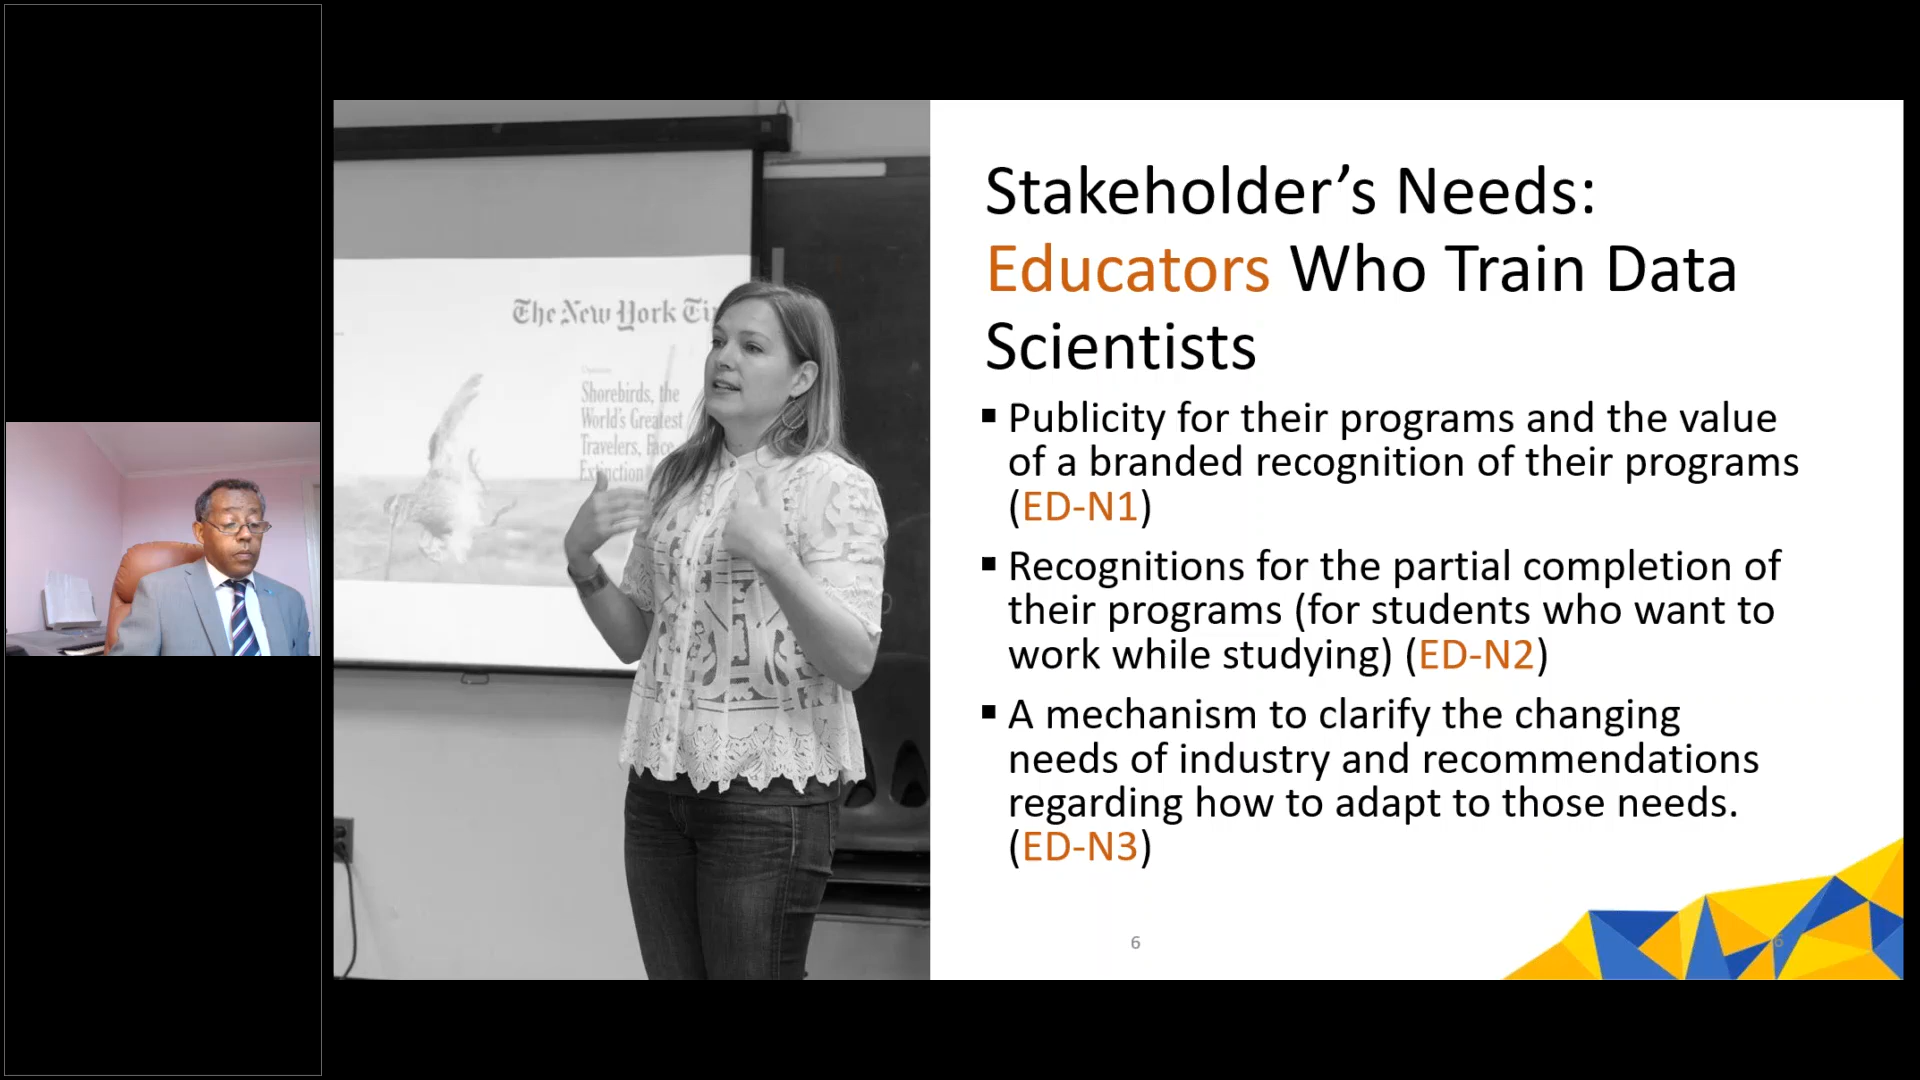 The New York
Shorebirds, the
World's Greatest
Travelers, Face
Extinction
Stakeholder’s Needs:
Educators Who Train Data
Scientists
▪ Publicity for their programs and the value
of a branded recognition of their programs
(ED-N1)
▪ Recognitions for the partial completion of
their programs (for students who want to
work while studying) (ED-N2)
▪ A mechanism to clarify the changing
needs of industry and recommendations
regarding how to adapt to those needs.
(ED-N3)
6
6